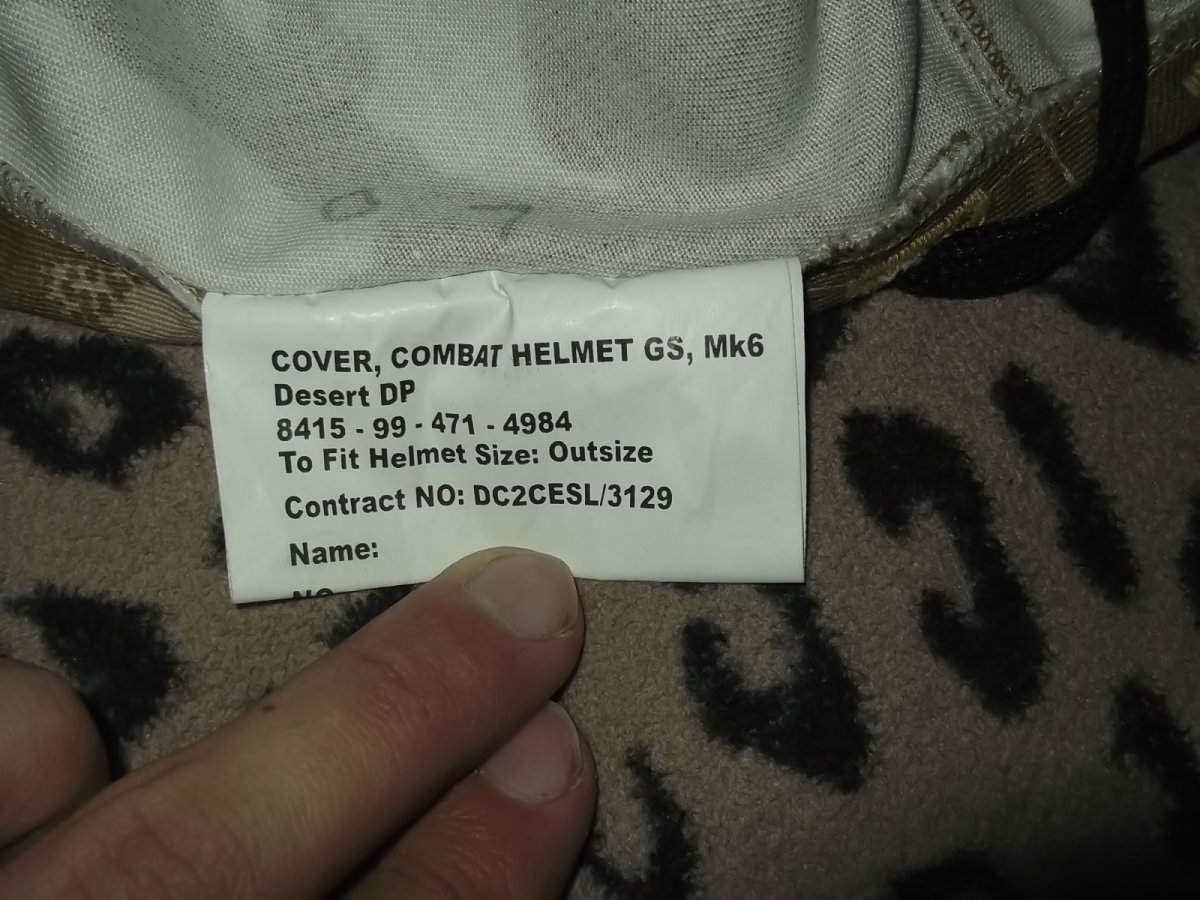 COVER, COMBAT HELMET GS, Mk6
Desert DP
8415 - 99 - 471 - 4984
To Fit Helmet Size: Outsize
Contract NO: DC2CESL/3129
Name: